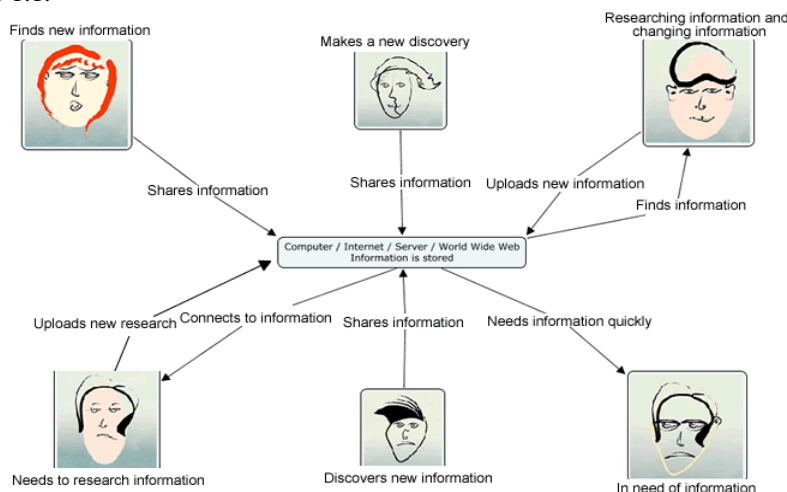 Finds new information
Makes a new discovery
Researching information and
changing information
Shares information
Shares information
Uploads new information
Finds information
Computer / Internet / Server / World Wide Web
Information is stored
Uploads new research
Connects to information
Shares information
Needs information quickly
Needs to research information
Discovers new information
In need of information